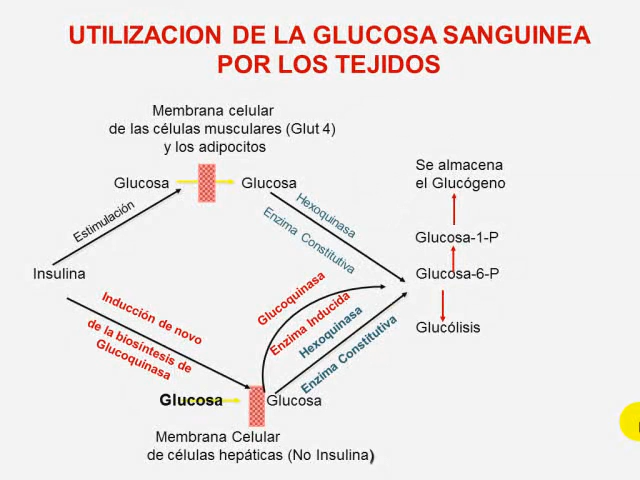 UTILIZACION DE LA GLUCOSA SANGUINEA
POR LOS TEJIDOS
Membrana celular
de las células musculares (Glut 4)
y los adipocitos
Glucosa
Glucosa
Se almacena
el Glucógeno
Estimulación
Hexoquinasa
Enzima Constitutiva
Glucosa-1-P
Insulina
Glucosa-6-P
Inducción de novo
de la biosíntesis de
Glucoquinasa
Glucoquinasa
Enzima Inducida
Hexoquinasa
Enzima Constitutiva
Glucólisis
Glucosa
Glucosa
Membrana Celular
de células hepáticas (No Insulina)